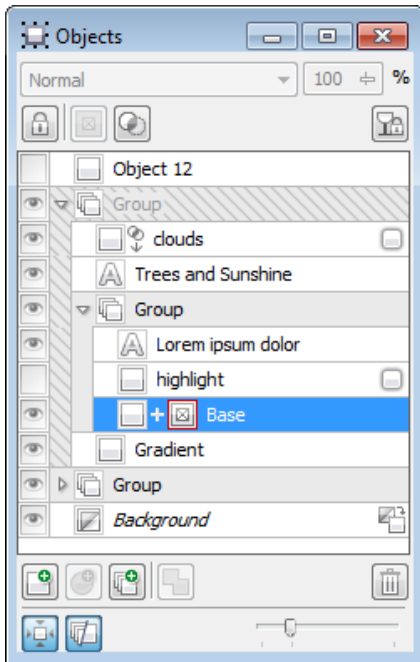 Objects
Normal 100 %
Object 12
Group
clouds
Trees and Sunshine
Group
Lorem ipsum dolor
highlight
Base
Gradient
Group
Background